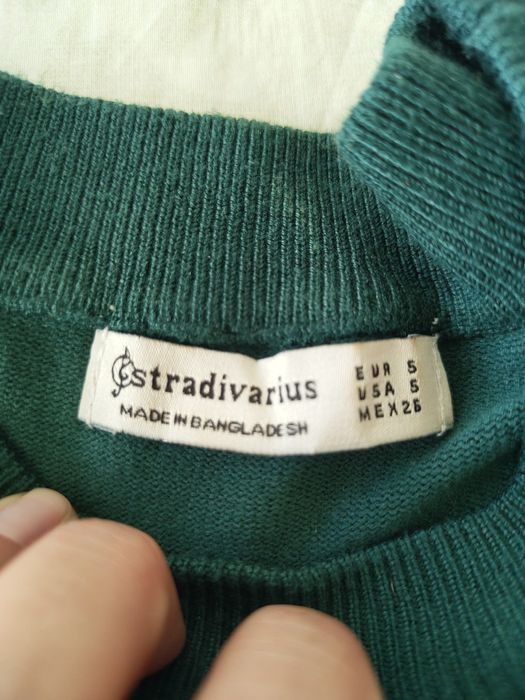 stradivarius
MADE IN BANGLADESH
EUR S
USA S
MEX 26